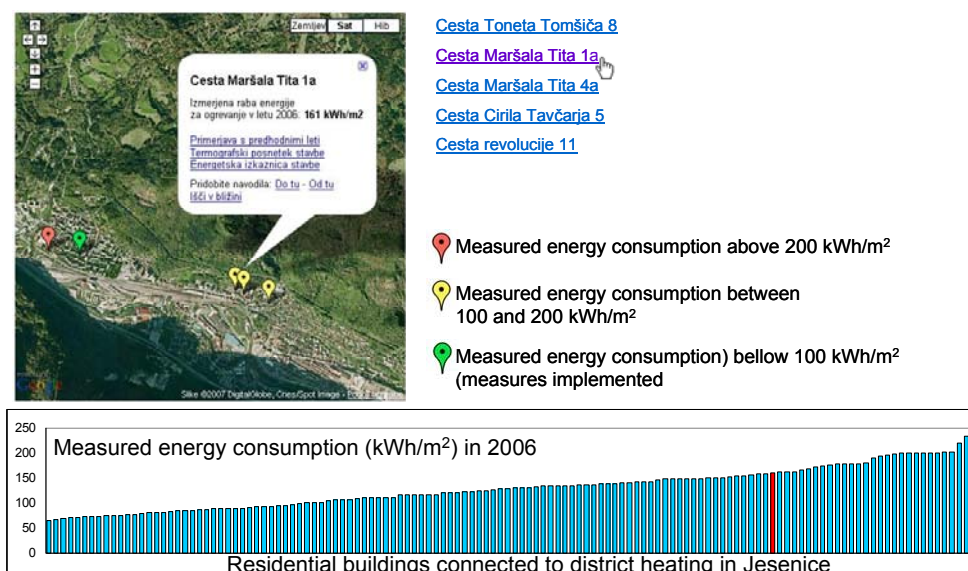 Zemljev Sat Hib
Cesta Maršala Tita 1a
Izmerjena raba energije
za ogrevanje v letu 2006: 161 kWh/m2
Primerjava s predhodnimi leti
Termografski posnetek stavbe
Energetska izkaznica stavbe
Pridobite navodila: Do tu - Od tu
Išči v bližini
Slike ©2007 DigitalGlobe, Cnes/Spot Image -
Cesta Toneta Tomšiča 8
Cesta Maršala Tita 1a
Cesta Maršala Tita 4a
Cesta Cirila Tavčarja 5
Cesta revolucije 11
Measured energy consumption above 200 kWh/m²
Measured energy consumption between
100 and 200 kWh/m²
Measured energy consumption) bellow 100 kWh/m²
(measures implemented
Measured energy consumption (kWh/m²) in 2006
250
200
150
100
50
0
Residential buildings connected to district heating in Jesenice